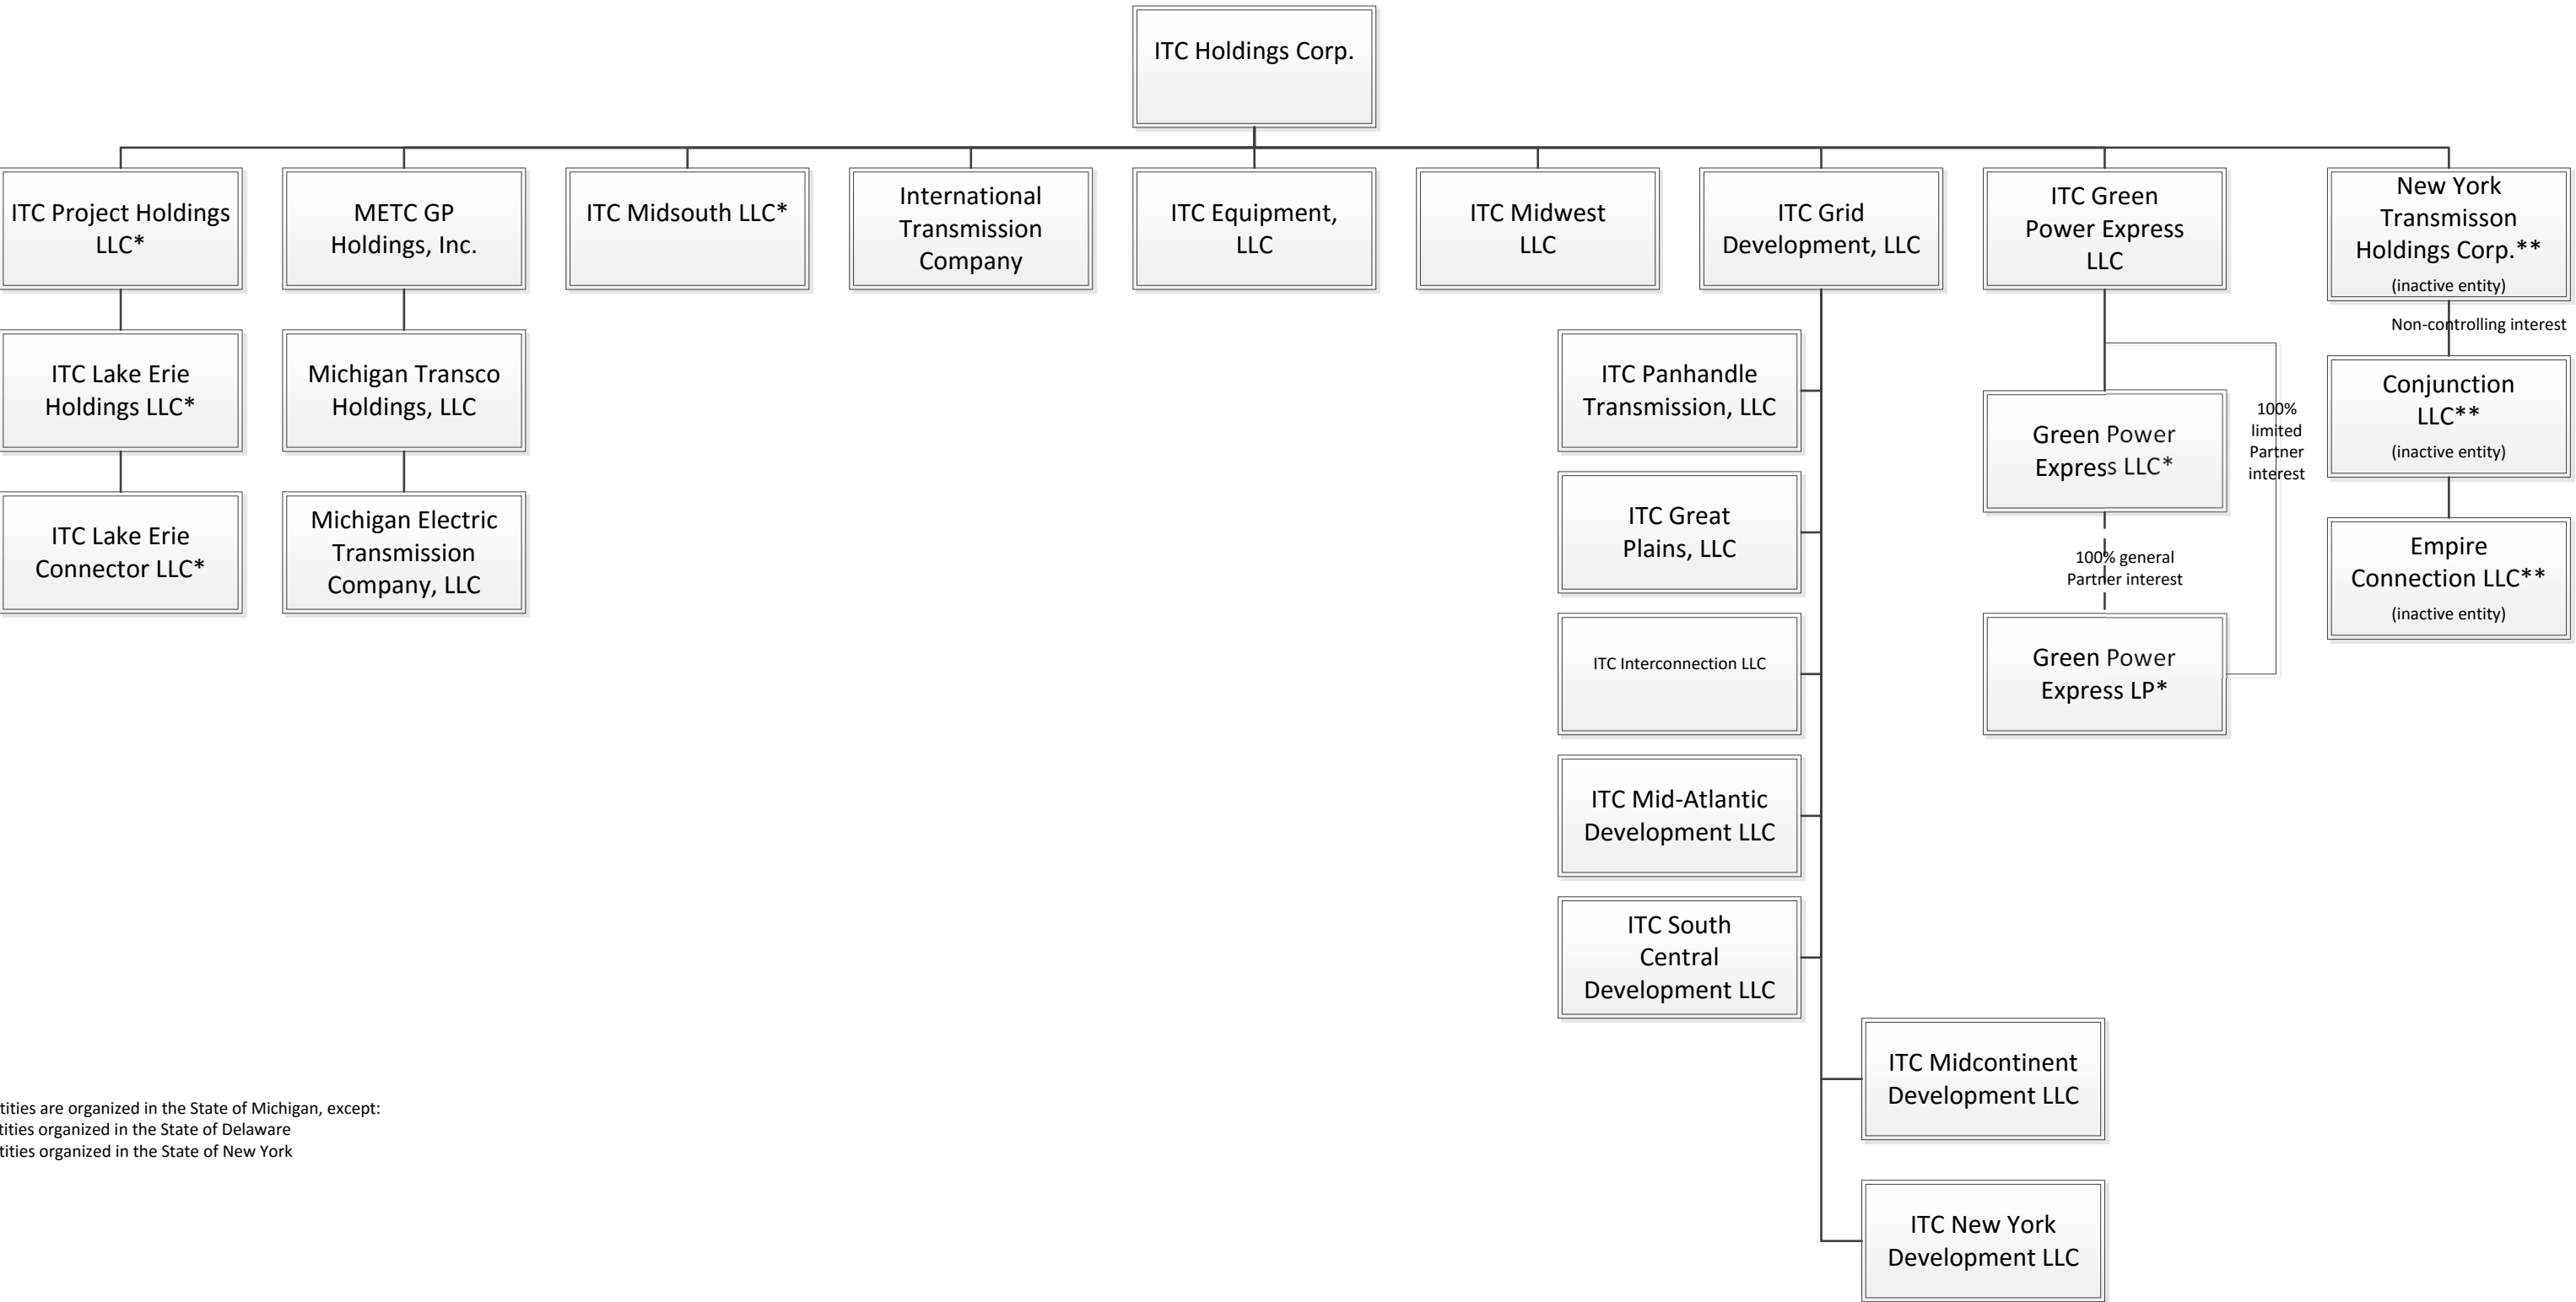 ITC Holdings Corp.
ITC Project Holdings
LLC*
METC GP
Holdings, Inc.
ITC Midsouth LLC*
International
Transmission
Company
ITC Equipment,
LLC
ITC Midwest
LLC
ITC Grid
Development, LLC
ITC Green
Power Express
LLC
New York
Transmisson
Holdings Corp.**
(inactive entity)
Non-controlling interest
ITC Lake Erie
Holdings LLC*
Michigan Transco
Holdings, LLC
ITC Panhandle
Transmission, LLC
Green Power
Express LLC*
100%
limited
Partner
interest
Conjunction
LLC**
(inactive entity)
ITC Lake Erie
Connector LLC*
Michigan Electric
Transmission
Company, LLC
ITC Great
Plains, LLC
100% general
Partner interest
Empire
Connection LLC**
(inactive entity)
ITC Interconnection LLC
Green Power
Express LP*
ITC Mid-Atlantic
Development LLC
ITC South
Central
Development LLC
ITC Midcontinent
Development LLC
ITC New York
Development LLC
tities are organized in the State of Michigan, except:
tities organized in the State of Delaware
tities organized in the State of New York